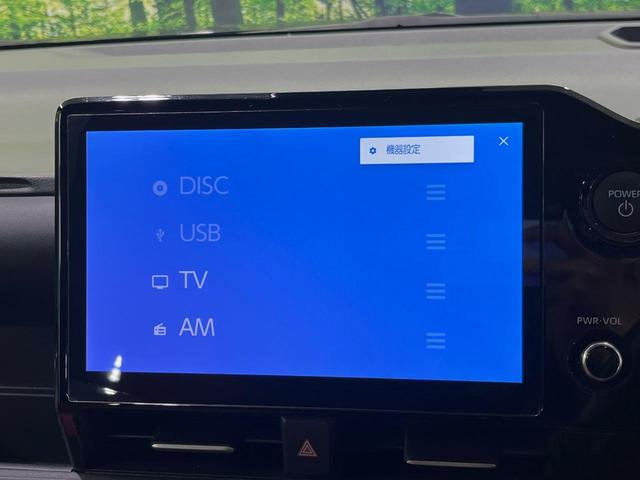 機器設定
DISC
USB
TV
AM
POWER
PWR·VOL